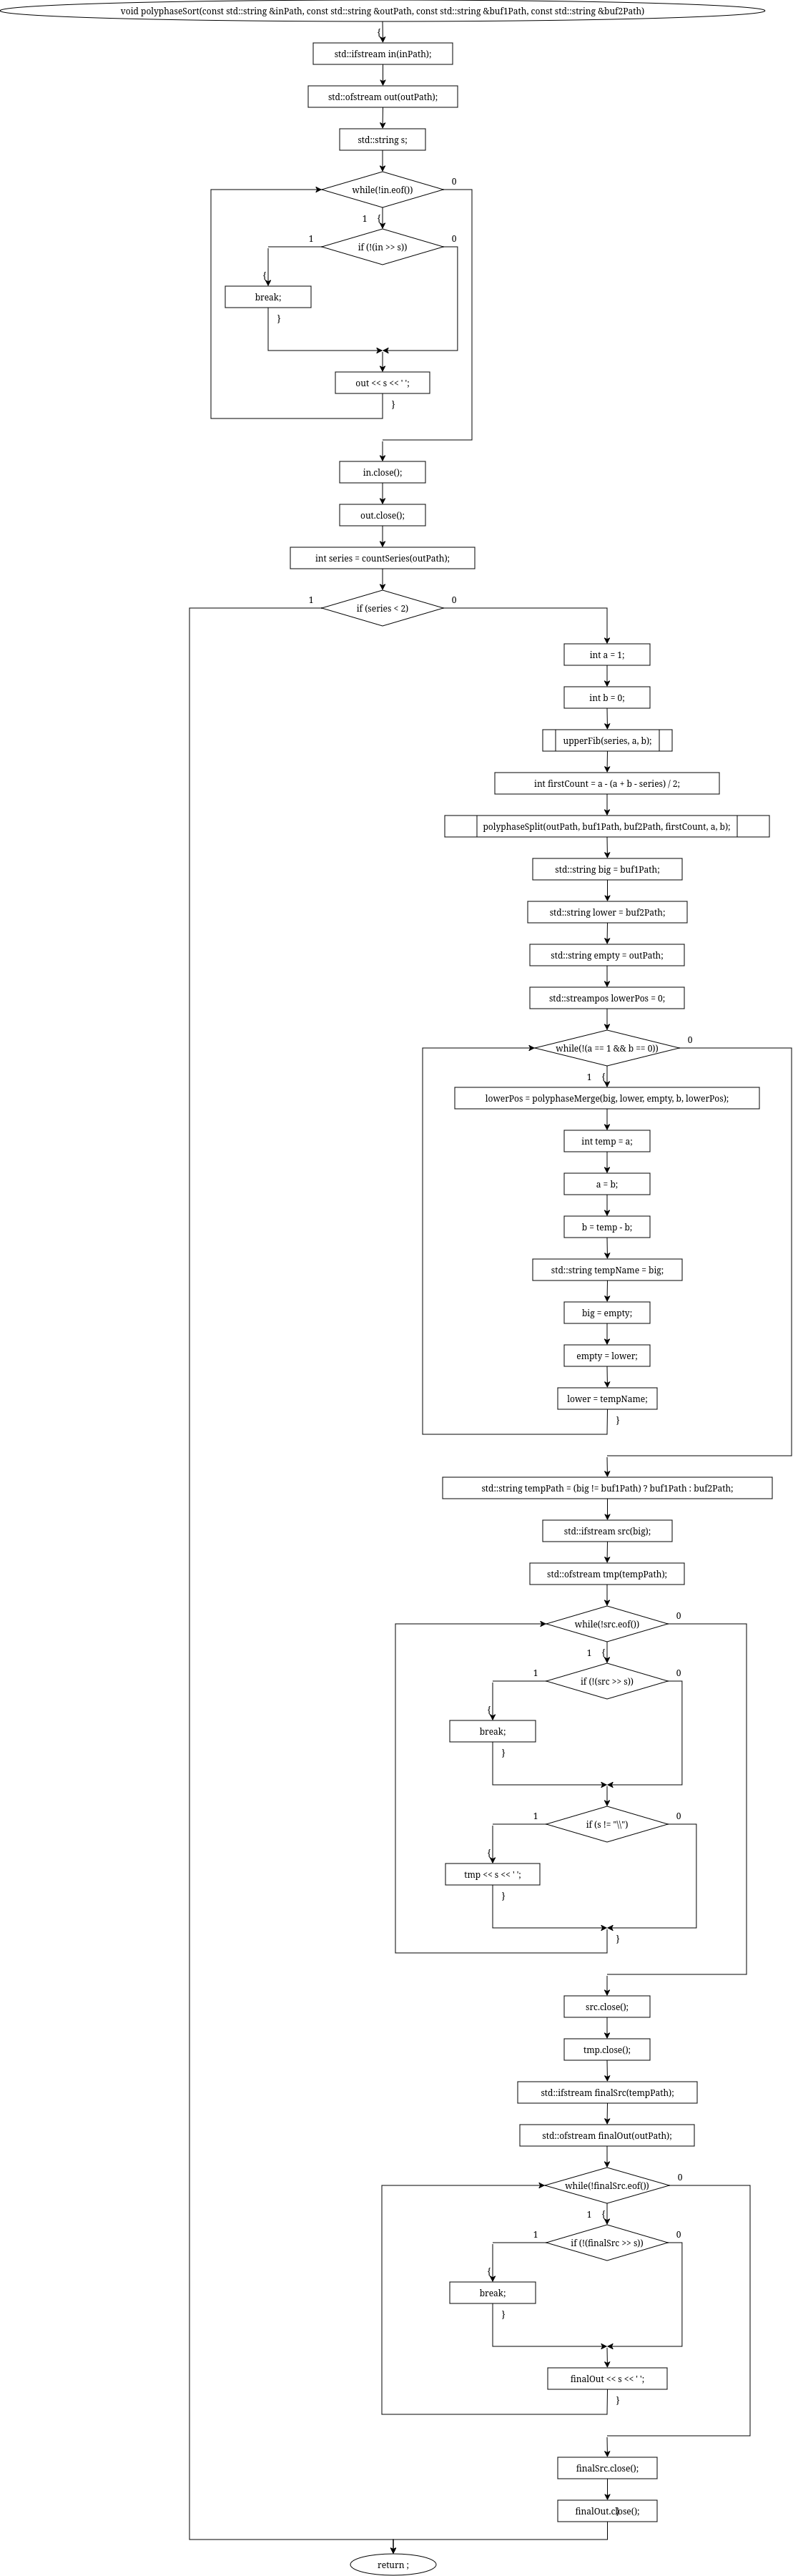 void polyphaseSort(const std::string &inPath, const std::string &outPath, const std::string &buf1Path, const std::string &buf2Path)
{
std::ifstream in(inPath);
std::ofstream out(outPath);
std::string s;
while(!in.eof())
0
1 {
if (!(in >> s))
1
0
{
break;
}
out << s << ' ';
}
in.close();
out.close();
int series = countSeries(outPath);
if (series < 2)
1
0
int a = 1;
int b = 0;
upperFib(series, a, b);
int firstCount = a - (a + b - series) / 2;
polyphaseSplit(outPath, buf1Path, buf2Path, firstCount, a, b);
std::string big = buf1Path;
std::string lower = buf2Path;
std::string empty = outPath;
std::streampos lowerPos = 0;
while(!(a == 1 && b == 0))
0
1 {
lowerPos = polyphaseMerge(big, lower, empty, b, lowerPos);
int temp = a;
a = b;
b = temp - b;
std::string tempName = big;
big = empty;
empty = lower;
lower = tempName;
}
std::string tempPath = (big != buf1Path) ? buf1Path : buf2Path;
std::ifstream src(big);
std::ofstream tmp(tempPath);
while(!src.eof())
0
1 {
if (!(src >> s))
1
0
{
break;
}
if (s != "\\")
1
0
{
tmp << s << ' ';
}
}
src.close();
tmp.close();
std::ifstream finalSrc(tempPath);
std::ofstream finalOut(outPath);
while(!finalSrc.eof())
0
1 {
if (!(finalSrc >> s))
1
0
{
break;
}
finalOut << s << ' ';
}
finalSrc.close();
finalOut.close();
}
return ;